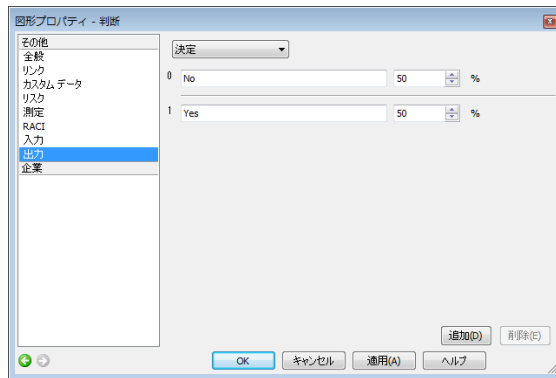 図形プロパティ - 判断
その他
全般
リンク
カスタム データ
リスク
測定
RACI
入力
出力
企業
決定
0 No 50 %
1 Yes 50 %
追加(D) 削除(E)
OK キャンセル 適用(A) ヘルプ